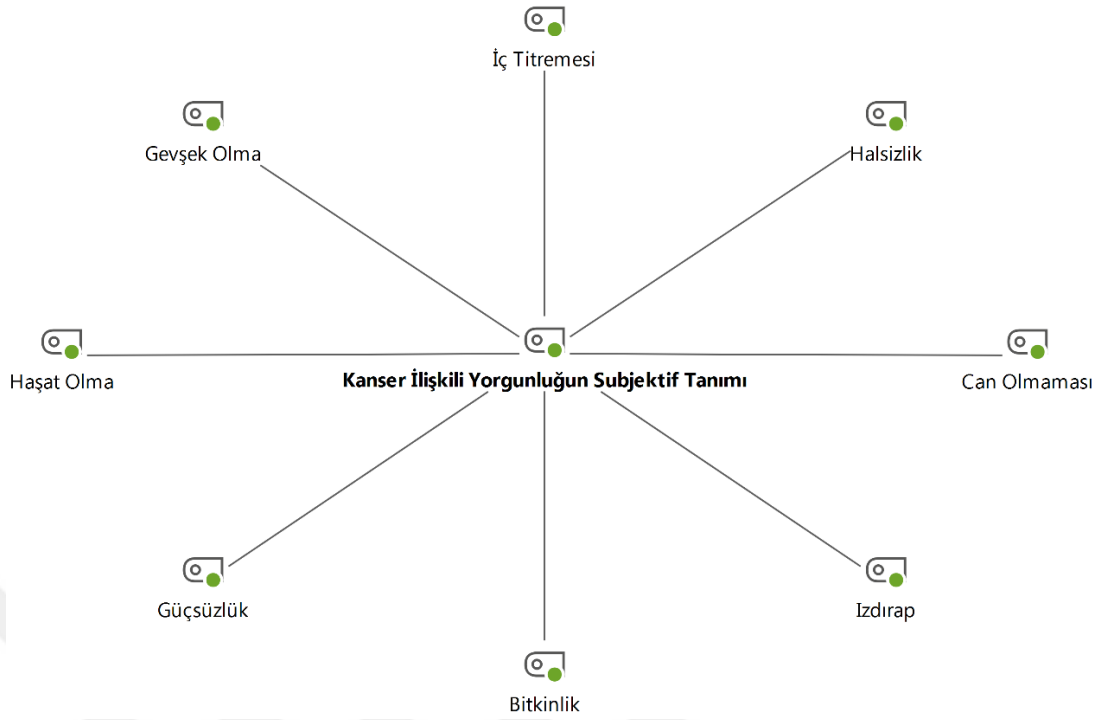 İç Titremesi
Gevşek Olma
Halsizlik
Haşat Olma
Kanser İlişkili Yorgunluğun Subjektif Tanımı
Can Olmaması
Güçsüzlük
Izdırap
Bitkinlik